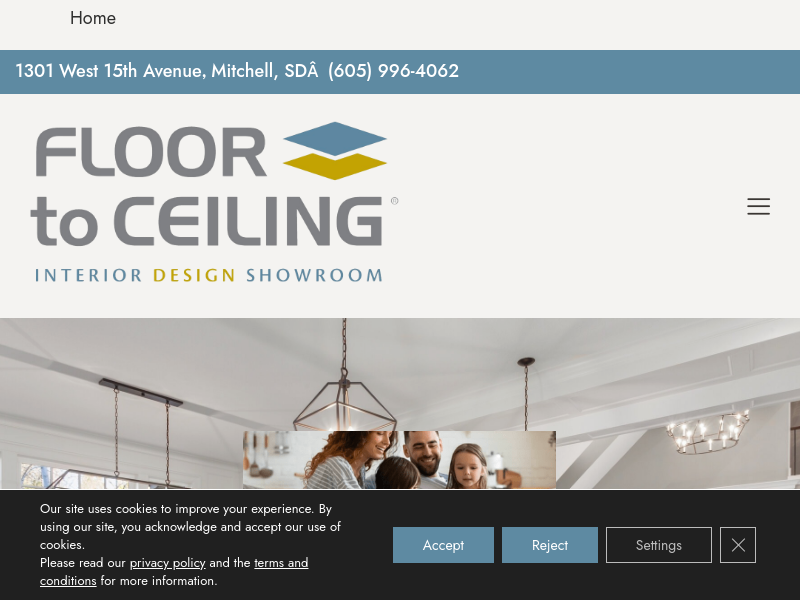 Home
1301 West 15th Avenue, Mitchell, SDÂ  (605) 996-4062
FLOOR
to CEILING®
INTERIOR DESIGN SHOWROOM
Our site uses cookies to improve your experience. By
using our site, you acknowledge and accept our use of
cookies.
Please read our privacy policy and the terms and
conditions for more information.
Accept
Reject
Settings